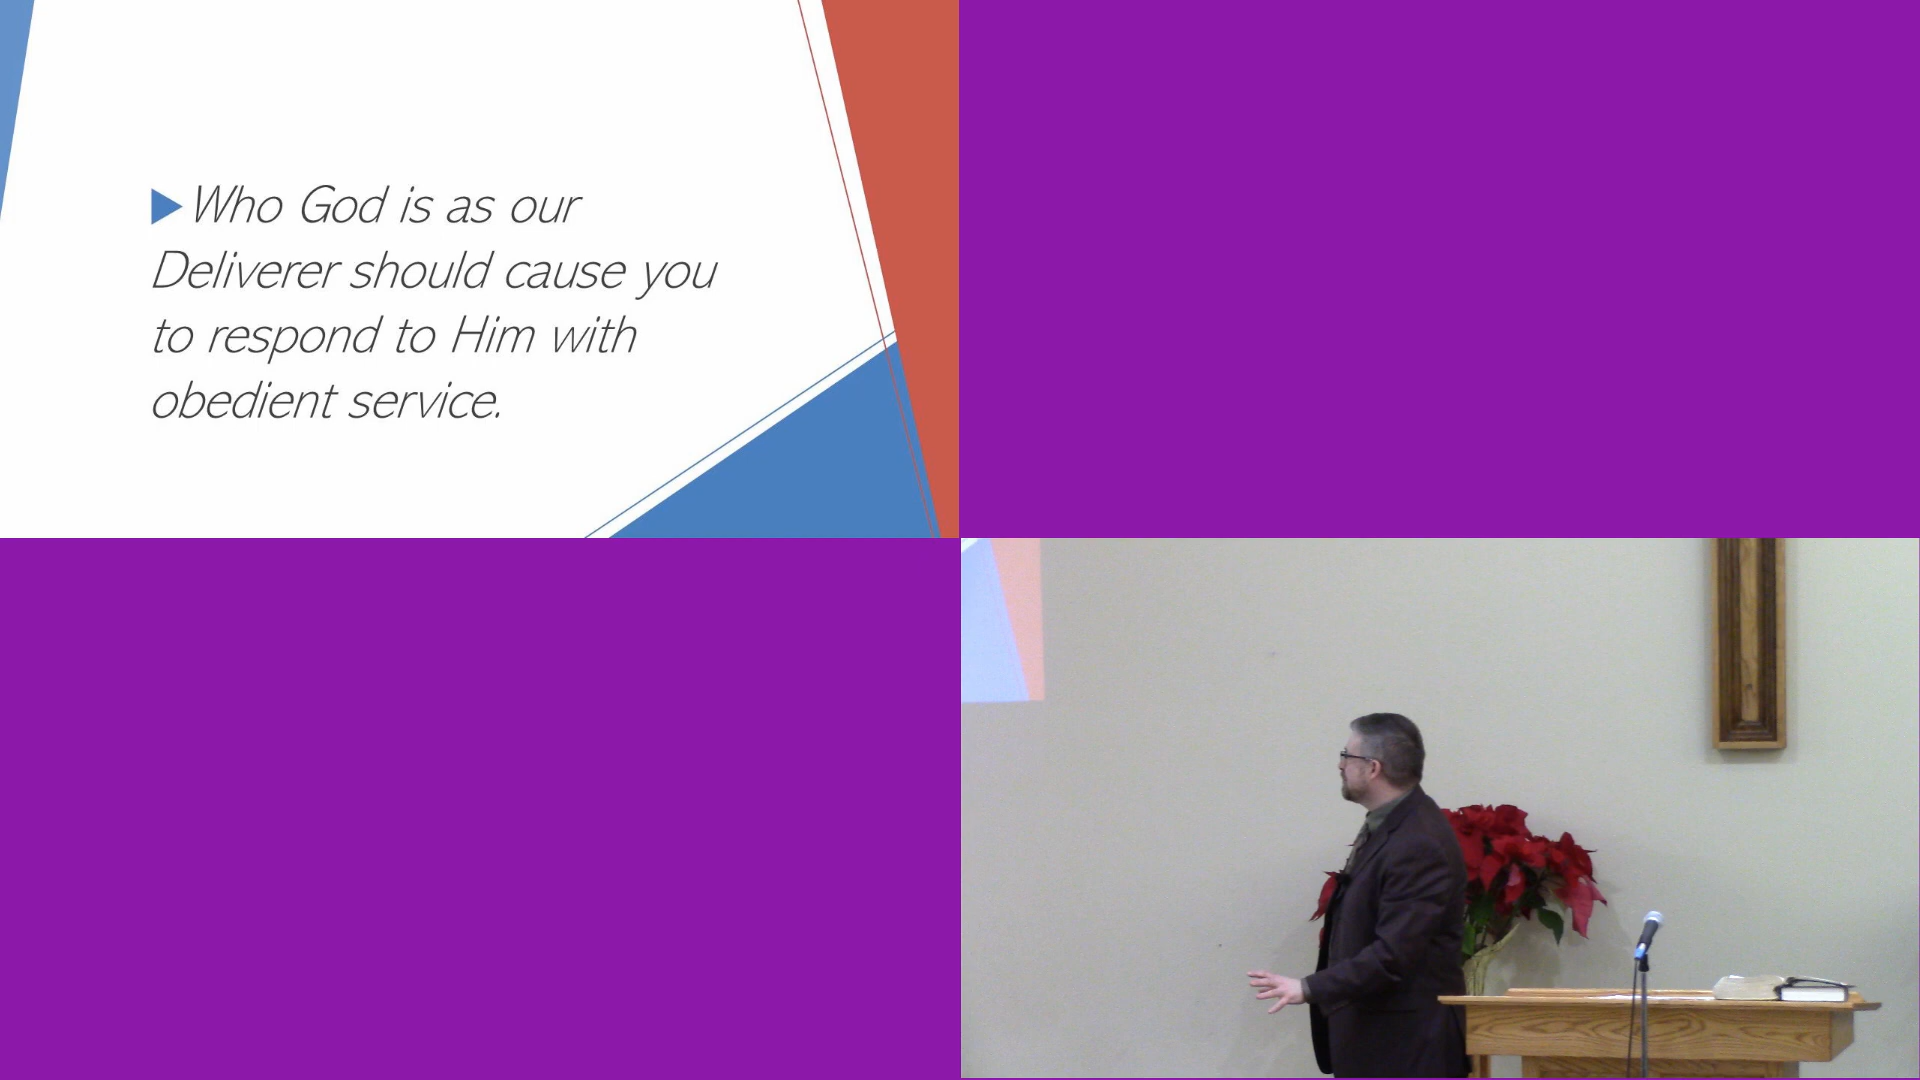 Who God is as our
Deliverer should cause you
to respond to Him with
obedient service.